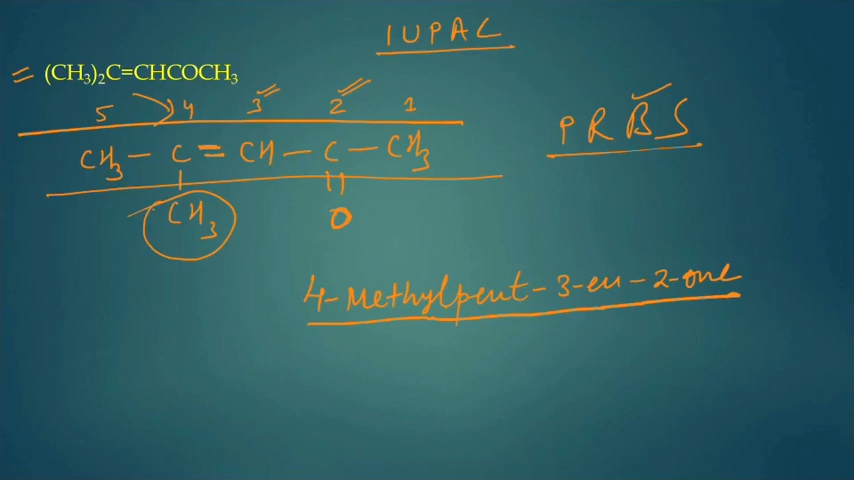 IUPAC
= (CH₃)₂C=CHCOCH₃
5 4 3 2 1
PRBS
CH₃ — C = CH — C — CH₃
CH₃ O
4-Methylpent-3-en-2-one